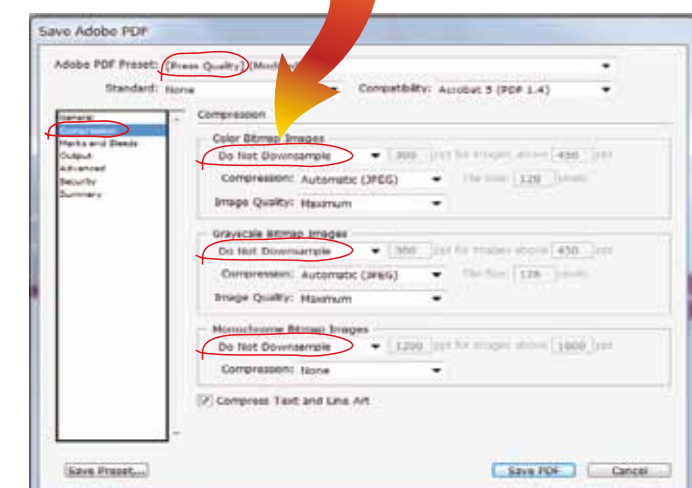 Save Adobe PDF
Adobe PDF Preset: [Press Quality]
Standard: None Compatibility: Acrobat 5 (PDF 1.4)
General
Compression
Marks and Bleeds
Output
Advanced
Security
Summary
Compression
Color Bitmap Images
Do Not Downsample 300 ppi for images above: 450 ppi
Compression: Automatic (JPEG) Tile Size: 128 pixels
Image Quality: Maximum
Grayscale Bitmap Images
Do Not Downsample 300 ppi for images above: 450 ppi
Compression: Automatic (JPEG) Tile Size: 128 pixels
Image Quality: Maximum
Monochrome Bitmap Images
Do Not Downsample 1200 ppi for images above: 1800 ppi
Compression: None
Compress Text and Line Art
Save Preset... Save PDF Cancel